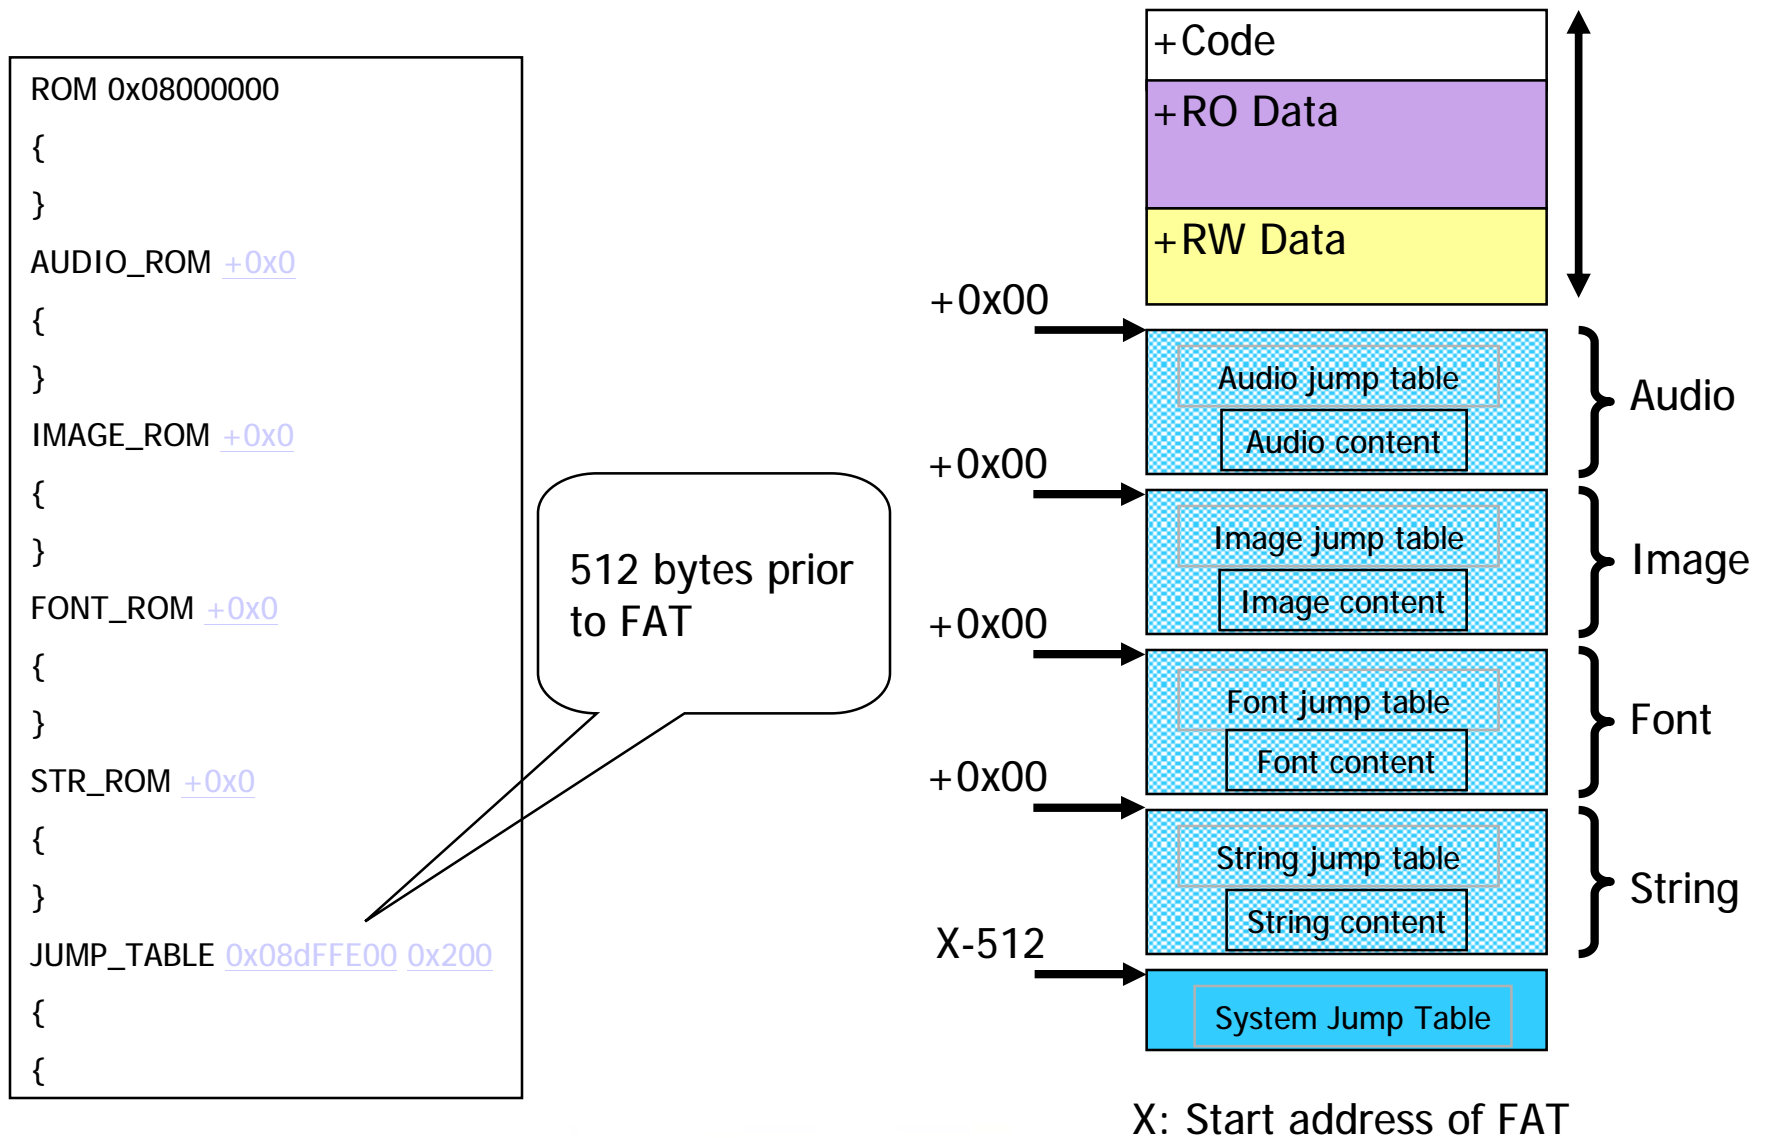 ROM 0x08000000
{
}
AUDIO_ROM +0x0
{
}
IMAGE_ROM +0x0
{
}
FONT_ROM +0x0
{
}
STR_ROM +0x0
{
}
JUMP_TABLE 0x08dFFE00 0x200
{
{
512 bytes prior
to FAT
+Code
+RO Data
+RW Data
+0x00
Audio jump table
Audio content
Audio
+0x00
Image jump table
Image content
Image
+0x00
Font jump table
Font content
Font
+0x00
String jump table
String content
String
X-512
System Jump Table
X: Start address of FAT